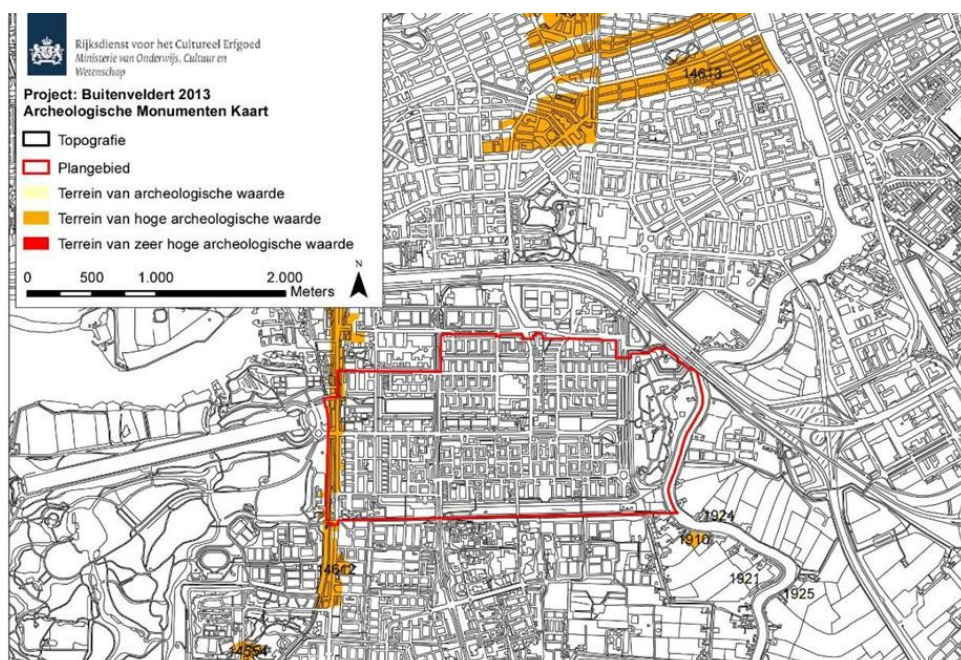 Rijksdienst voor het Cultureel Erfgoed
Ministerie van Onderwijs, Cultuur en
Wetenschap
Project: Buitenveldert 2013
Archeologische Monumenten Kaart
Topografie
Plangebied
Terrein van archeologische waarde
Terrein van hoge archeologische waarde
Terrein van zeer hoge archeologische waarde
0 500 1.000 2.000
Meters
N
14613
1924
1910
1921
1925
14612
14554